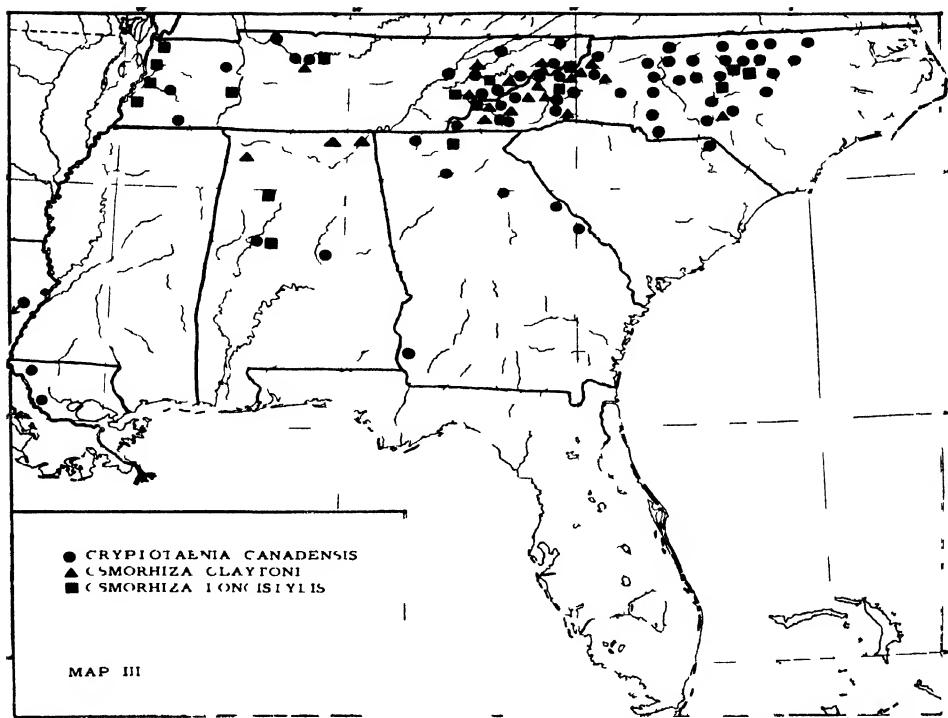 ● CRYPTOTAENIA CANADENSIS
▲ OSMORHIZA CLAYTONI
■ OSMORHIZA LONGISTYLIS
MAP III